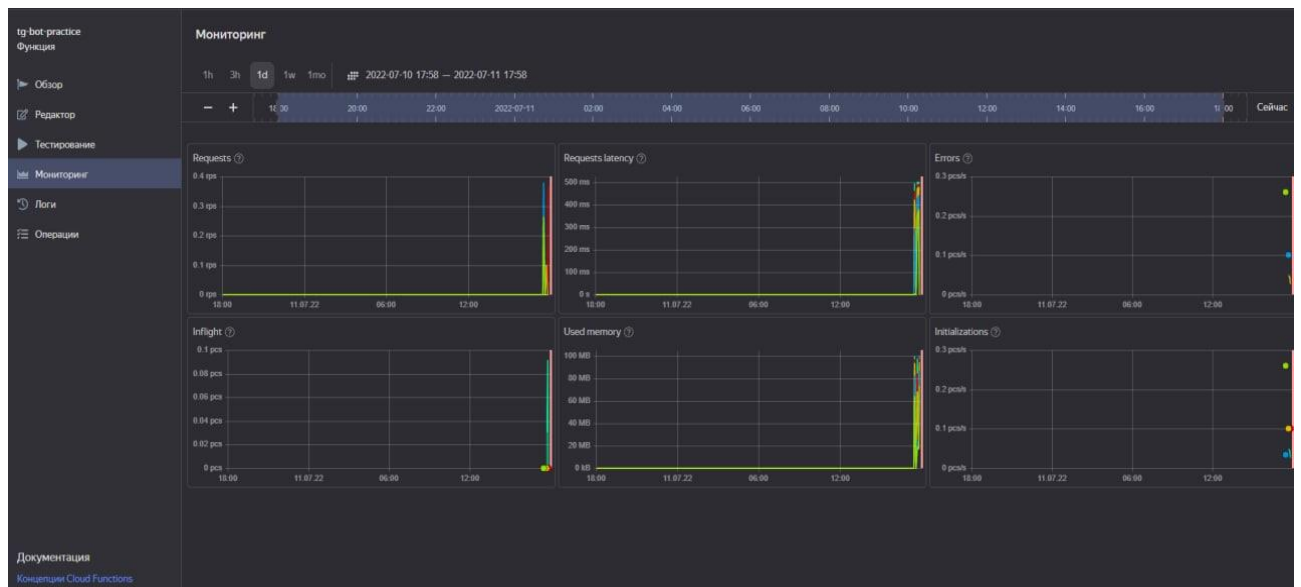 tg-bot-practice
Функция
Обзор
Редактор
Тестирование
Мониторинг
Логи
Операции
Документация
Концепции Cloud Functions
Мониторинг
1h 3h 1d 1w 1mo 2022-07-10 17:58 — 2022-07-11 17:58
− + 20:00 22:00 2022-07-11 02:00 04:00 06:00 08:00 10:00 12:00 14:00 16:00 Сейчас
Requests
0.4 rps
0.3 rps
0.2 rps
0.1 rps
0 rps
18:00 11.07.22 06:00 12:00
Requests latency
500 ms
400 ms
300 ms
200 ms
100 ms
0 s
18:00 11.07.22 06:00 12:00
Errors
0.3 pcs/s
0.2 pcs/s
0.1 pcs/s
0 pcs/s
18:00 11.07.22 06:00 12:00
Inflight
0.1 pcs
0.08 pcs
0.06 pcs
0.04 pcs
0.02 pcs
0 pcs
18:00 11.07.22 06:00 12:00
Used memory
100 MB
80 MB
60 MB
40 MB
20 MB
0 kB
18:00 11.07.22 06:00 12:00
Initializations
0.3 pcs/s
0.2 pcs/s
0.1 pcs/s
0 pcs/s
18:00 11.07.22 06:00 12:00